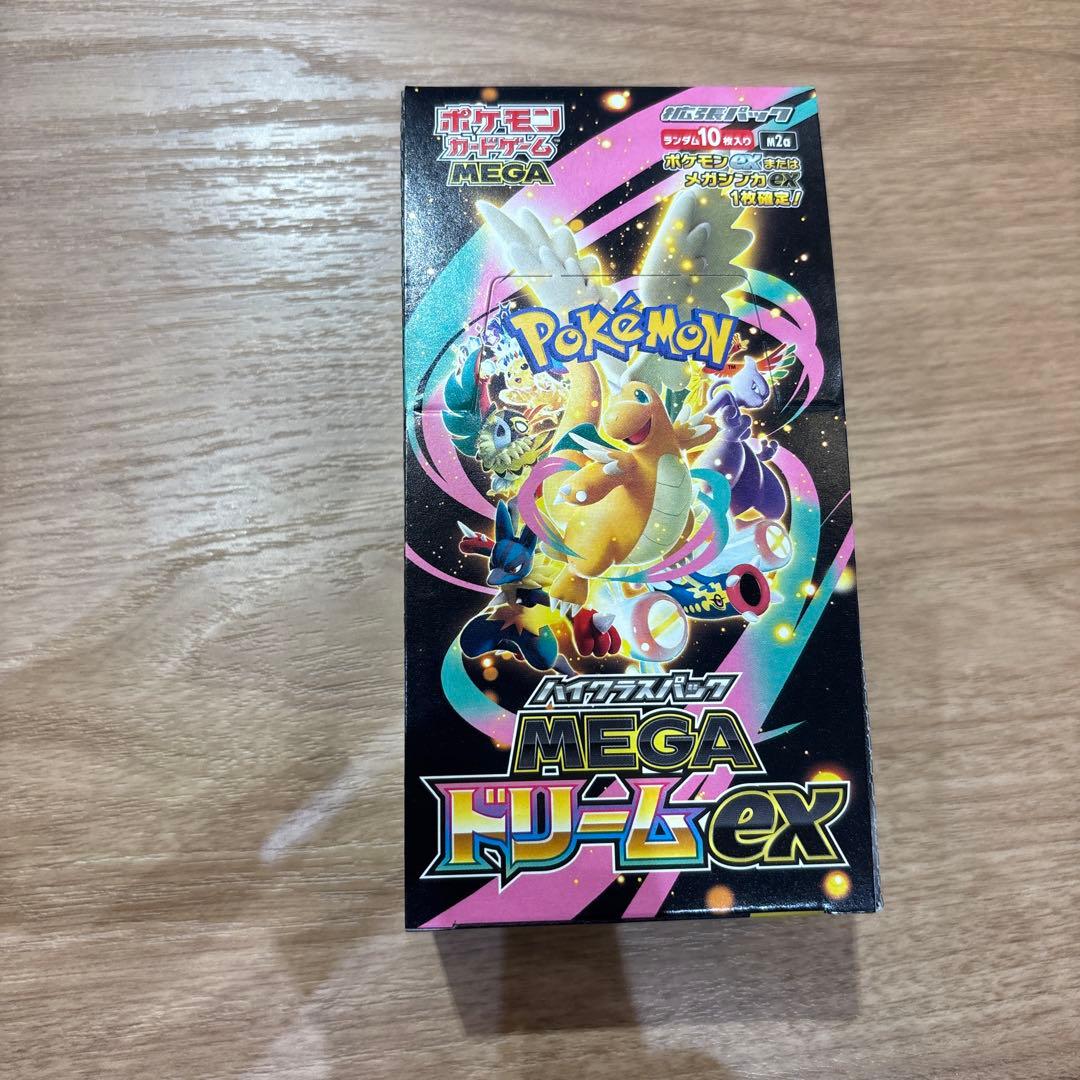 ポケモン
カードゲーム
MEGA
拡張パック
ランダム10枚入り
M2a
ポケモンexまたは
メガシンカex
1枚確定!
POKéMON
TM
ハイクラスパック
MEGA
ドリームex